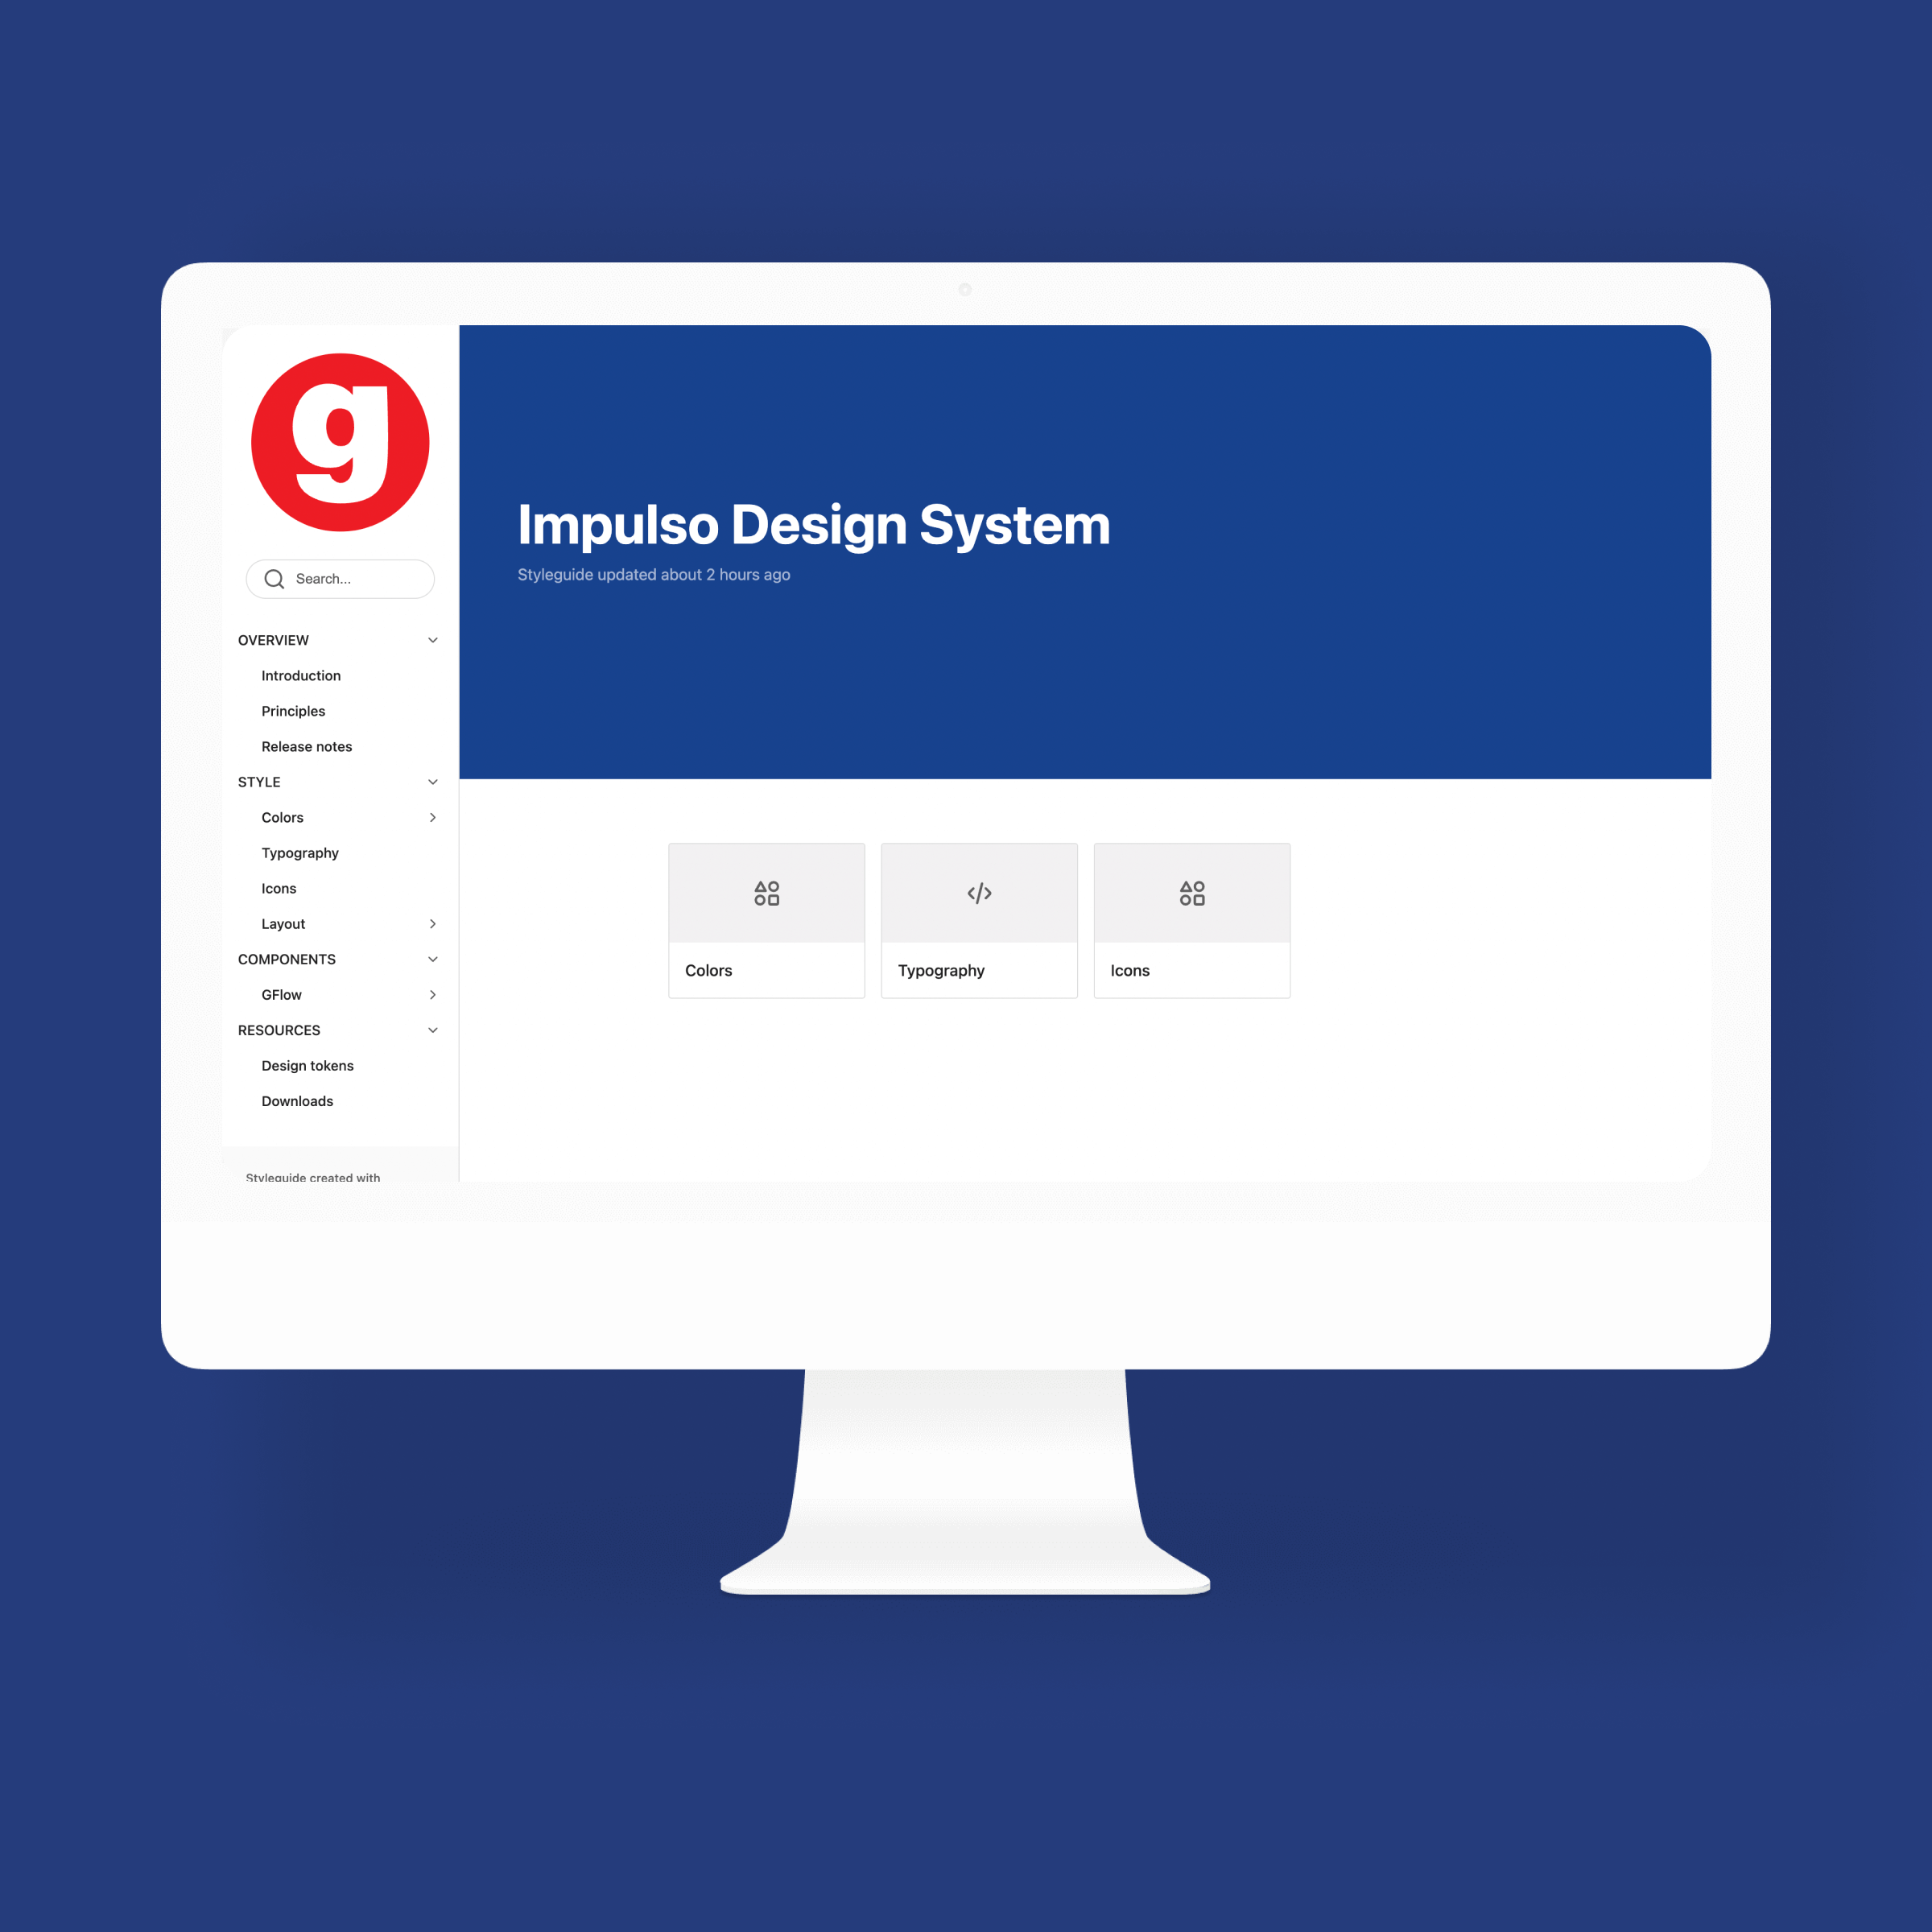 g
Search...
OVERVIEW
Introduction
Principles
Release notes
STYLE
Colors
Typography
Icons
Layout
COMPONENTS
GFlow
RESOURCES
Design tokens
Downloads
Styleguide created with
Impulso Design System
Styleguide updated about 2 hours ago
Colors
Typography
Icons